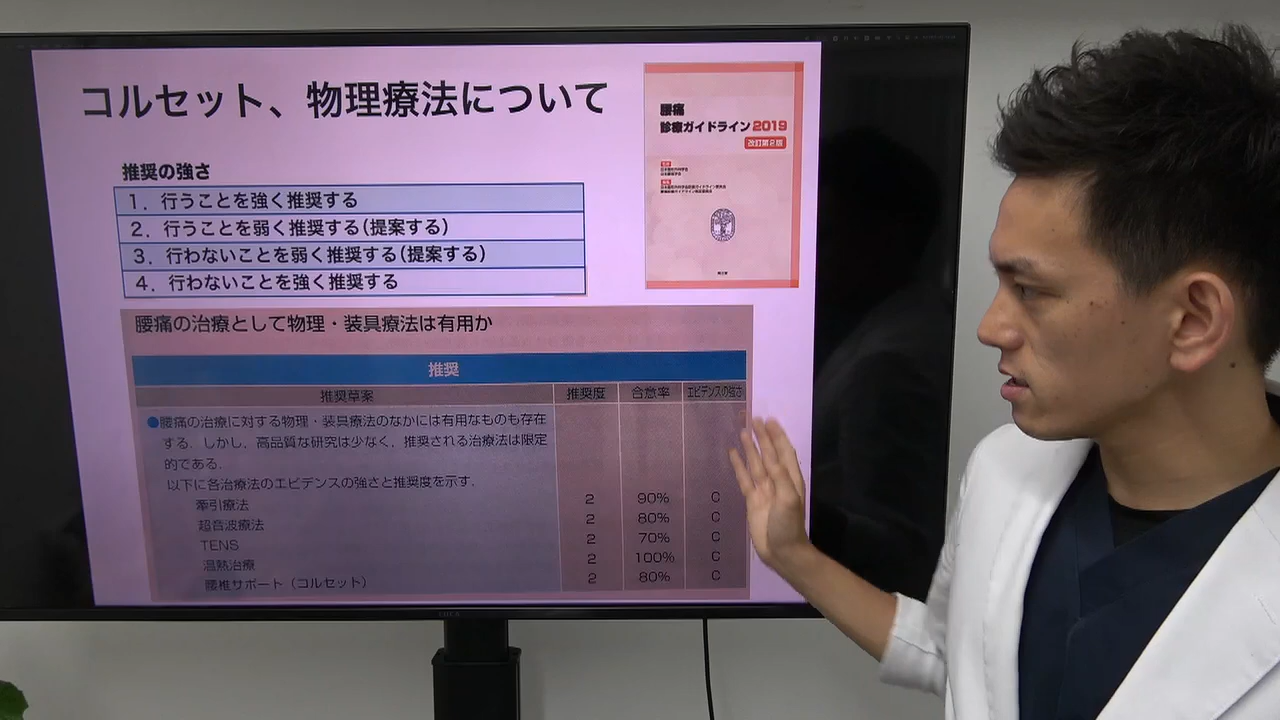 コルセット、物理療法について
腰痛
診療ガイドライン2019
改訂第2版
推奨の強さ
1．行うことを強く推奨する
2．行うことを弱く推奨する（提案する）
3．行わないことを弱く推奨する（提案する）
4．行わないことを強く推奨する
腰痛の治療として物理・装具療法は有用か
推奨
推奨草案 推奨度 合意率 エビデンスの強さ
●腰痛の治療に対する物理・装具療法のなかには有用なものも存在
する．しかし，高品質な研究は少なく，推奨される治療法は限定
的である．
以下に各治療法のエビデンスの強さと推奨度を示す．
牽引療法 2 90% C
超音波療法 2 80% C
TENS 2 70% C
温熱治療 2 100% C
腰椎サポート（コルセット） 2 80% C